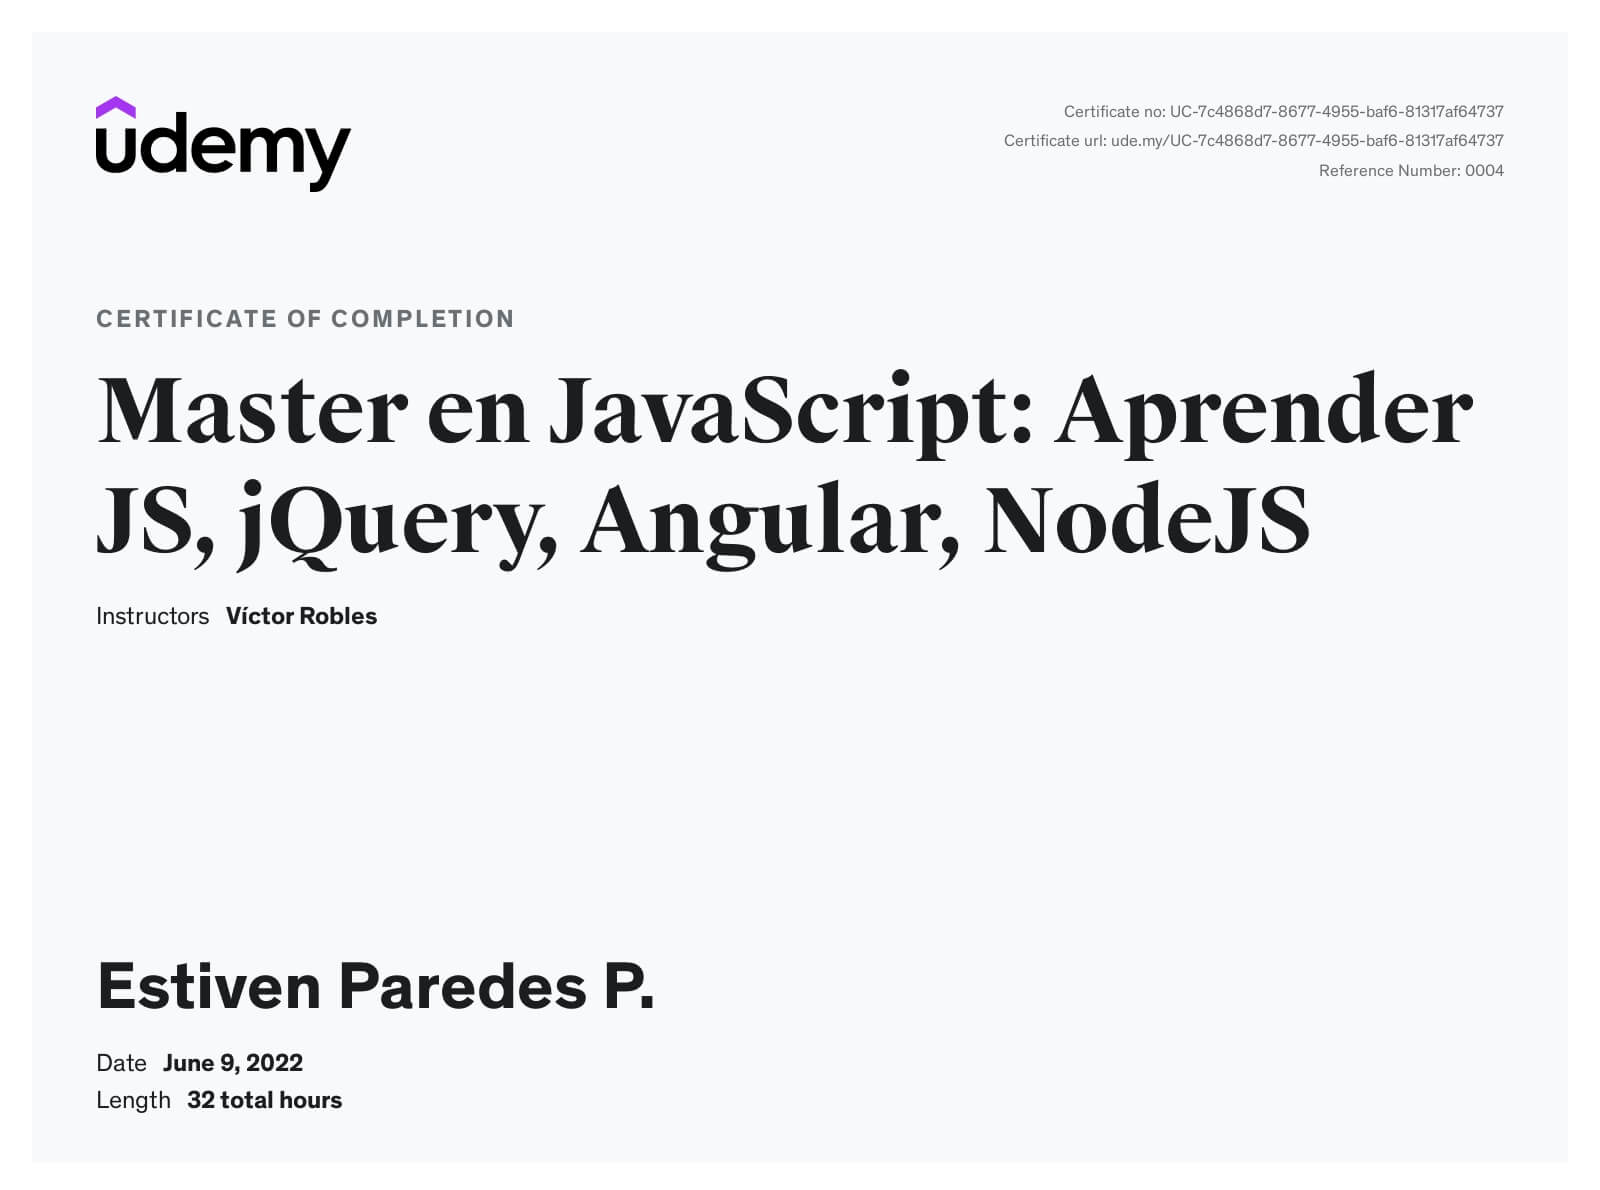 udemy
Certificate no: UC-7c4868d7-8677-4955-baf6-81317af64737
Certificate url: ude.my/UC-7c4868d7-8677-4955-baf6-81317af64737
Reference Number: 0004
CERTIFICATE OF COMPLETION
Master en JavaScript: Aprender
JS, jQuery, Angular, NodeJS
Instructors Víctor Robles
Estiven Paredes P.
Date June 9, 2022
Length 32 total hours